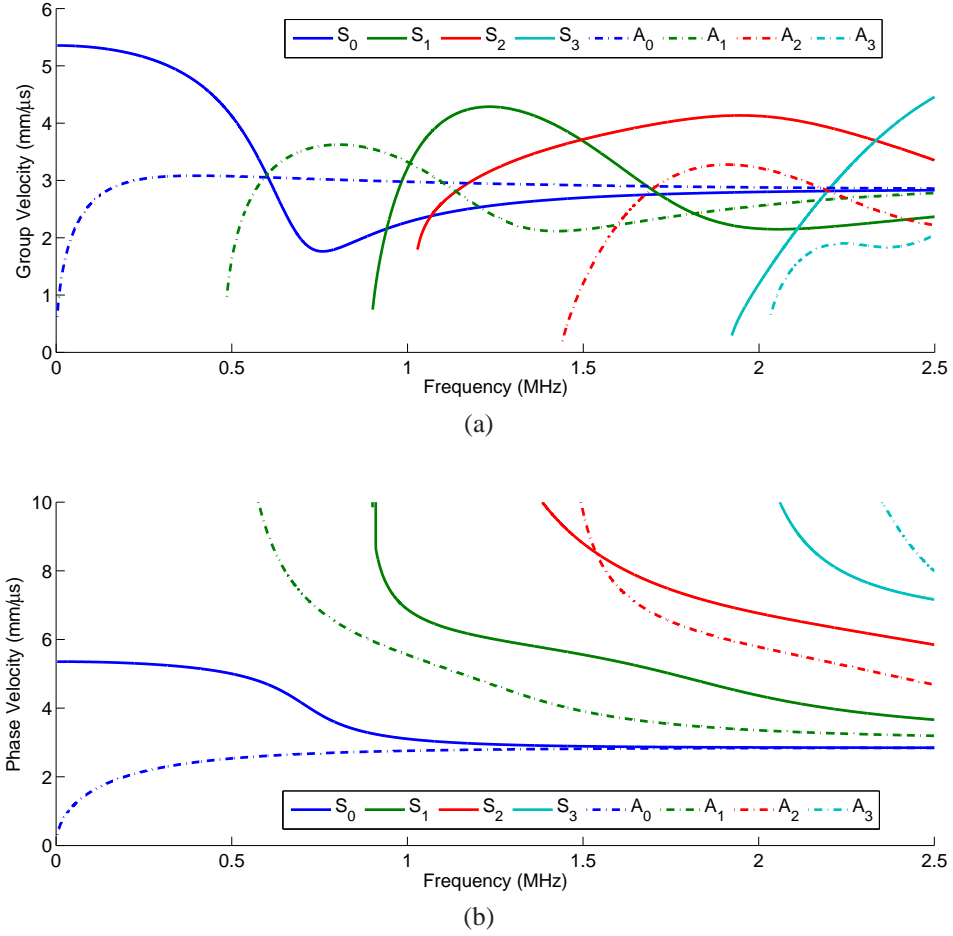 6
5
4
3
2
1
0
Group Velocity (mm/μs)
S0 S1 S2 S3 A0 A1 A2 A3
0 0.5 1 1.5 2 2.5
Frequency (MHz)
(a)
10
8
6
4
2
0
Phase Velocity (mm/μs)
S0 S1 S2 S3 A0 A1 A2 A3
0 0.5 1 1.5 2 2.5
Frequency (MHz)
(b)